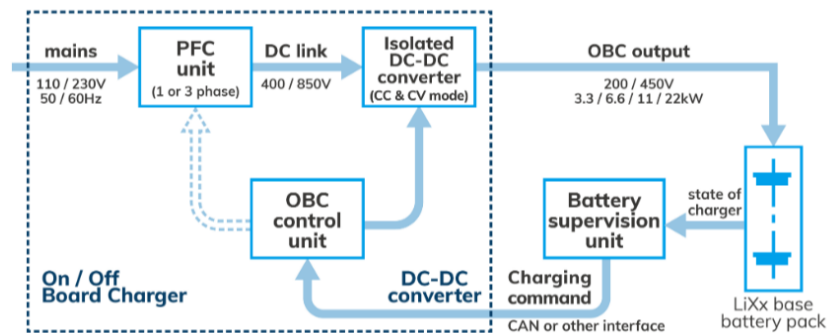 mains
110 / 230V
50 / 60Hz
PFC
unit
(1 or 3 phase)
DC link
400 / 850V
Isolated
DC-DC
converter
(CC & CV mode)
OBC output
200 / 450V
3.3 / 6.6 / 11 / 22kW
OBC
control
unit
Battery
supervision
unit
state of
charger
On / Off
Board Charger
DC-DC
converter
Charging
command
CAN or other interface
LiXx base
battery pack